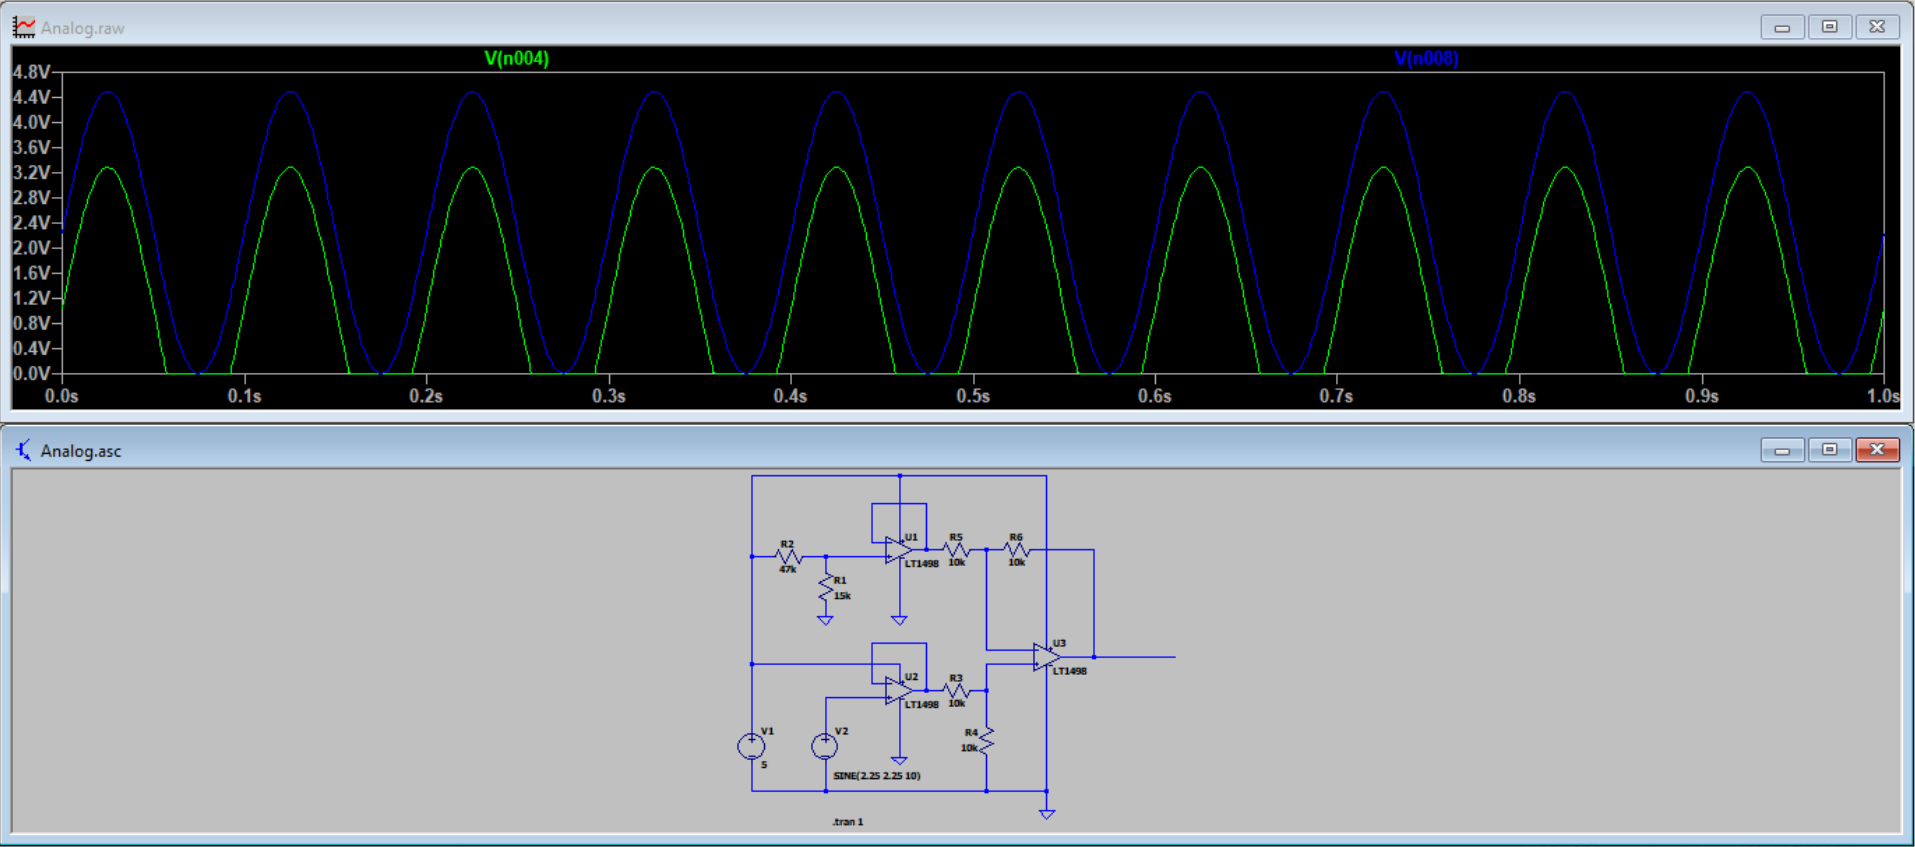 Analog.raw
V(n004) V(n008)
4.8V
4.4V
4.0V
3.6V
3.2V
2.8V
2.4V
2.0V
1.6V
1.2V
0.8V
0.4V
0.0V
0.0s 0.1s 0.2s 0.3s 0.4s 0.5s 0.6s 0.7s 0.8s 0.9s 1.0s
Analog.asc
R2
47k
R1
15k
U1
LT1498
R5
10k
R6
10k
U3
LT1498
U2
LT1498
R3
10k
R4
10k
V1
5
V2
SINE(2.25 2.25 10)
.tran 1